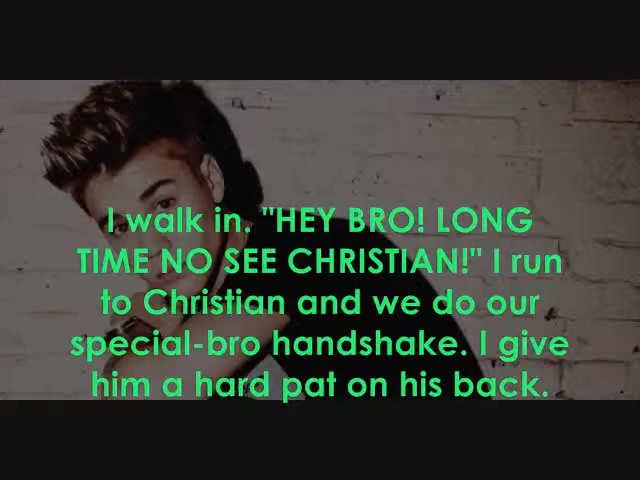 I walk in. "HEY BRO! LONG
TIME NO SEE CHRISTIAN!" I run
to Christian and we do our
special-bro handshake. I give
him a hard pat on his back.